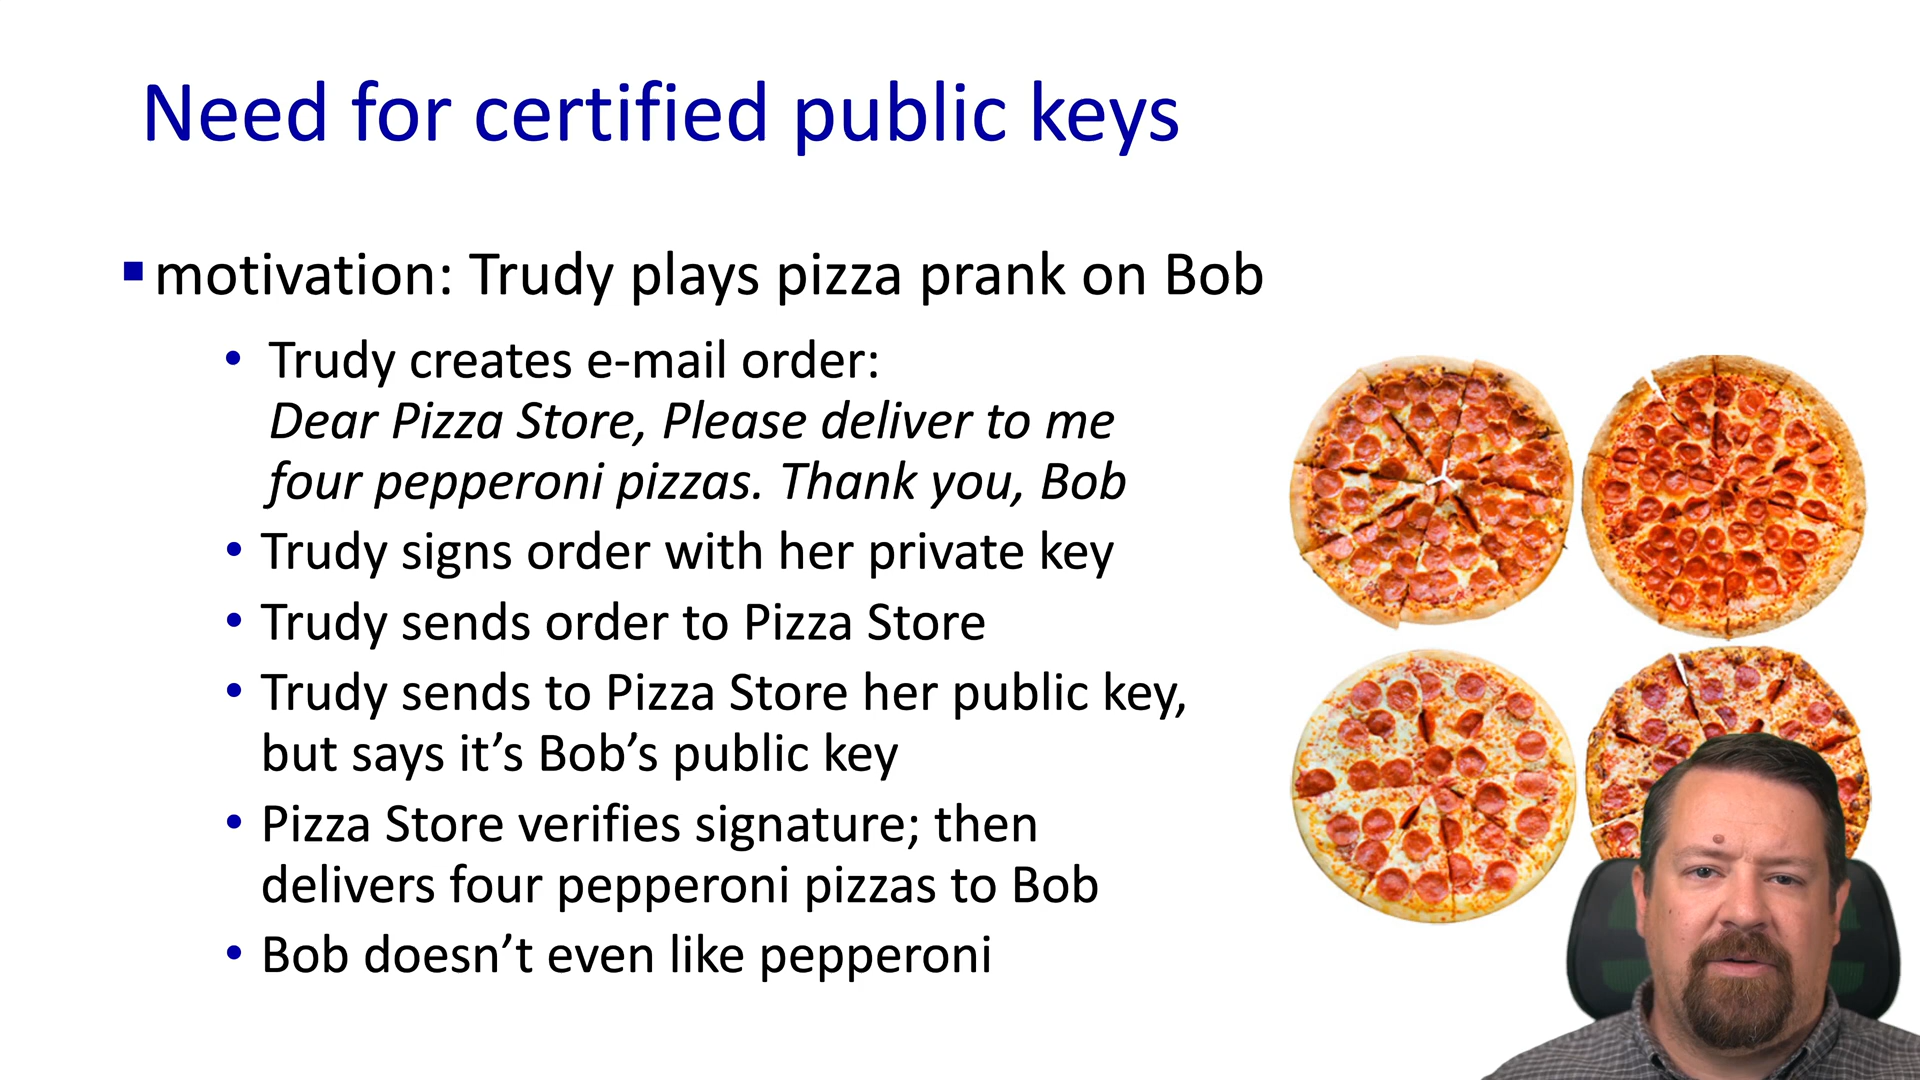 Need for certified public keys
motivation: Trudy plays pizza prank on Bob
• Trudy creates e-mail order:
Dear Pizza Store, Please deliver to me
four pepperoni pizzas. Thank you, Bob
• Trudy signs order with her private key
• Trudy sends order to Pizza Store
• Trudy sends to Pizza Store her public key,
but says it’s Bob’s public key
• Pizza Store verifies signature; then
delivers four pepperoni pizzas to Bob
• Bob doesn’t even like pepperoni